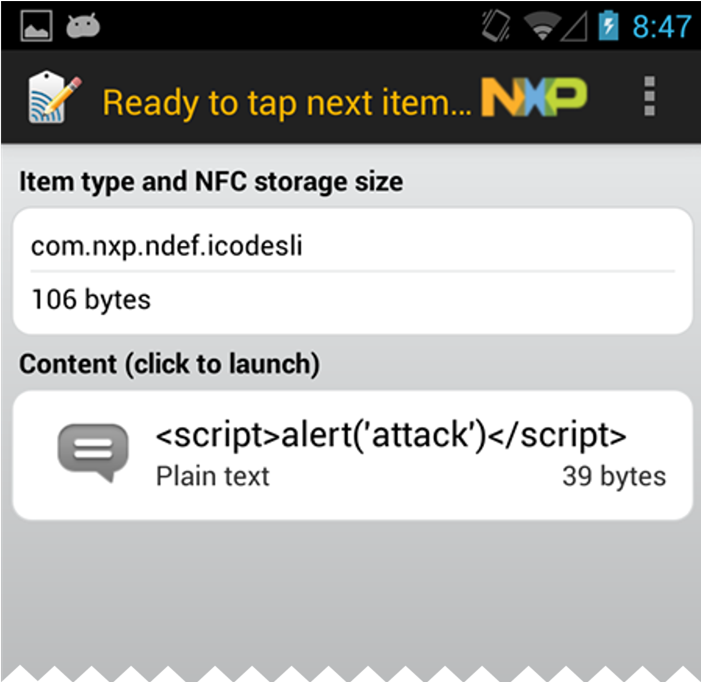 8:47
Ready to tap next item... NXP
Item type and NFC storage size
com.nxp.ndef.icodesli
106 bytes
Content (click to launch)
<script>alert('attack')</script>
Plain text 39 bytes